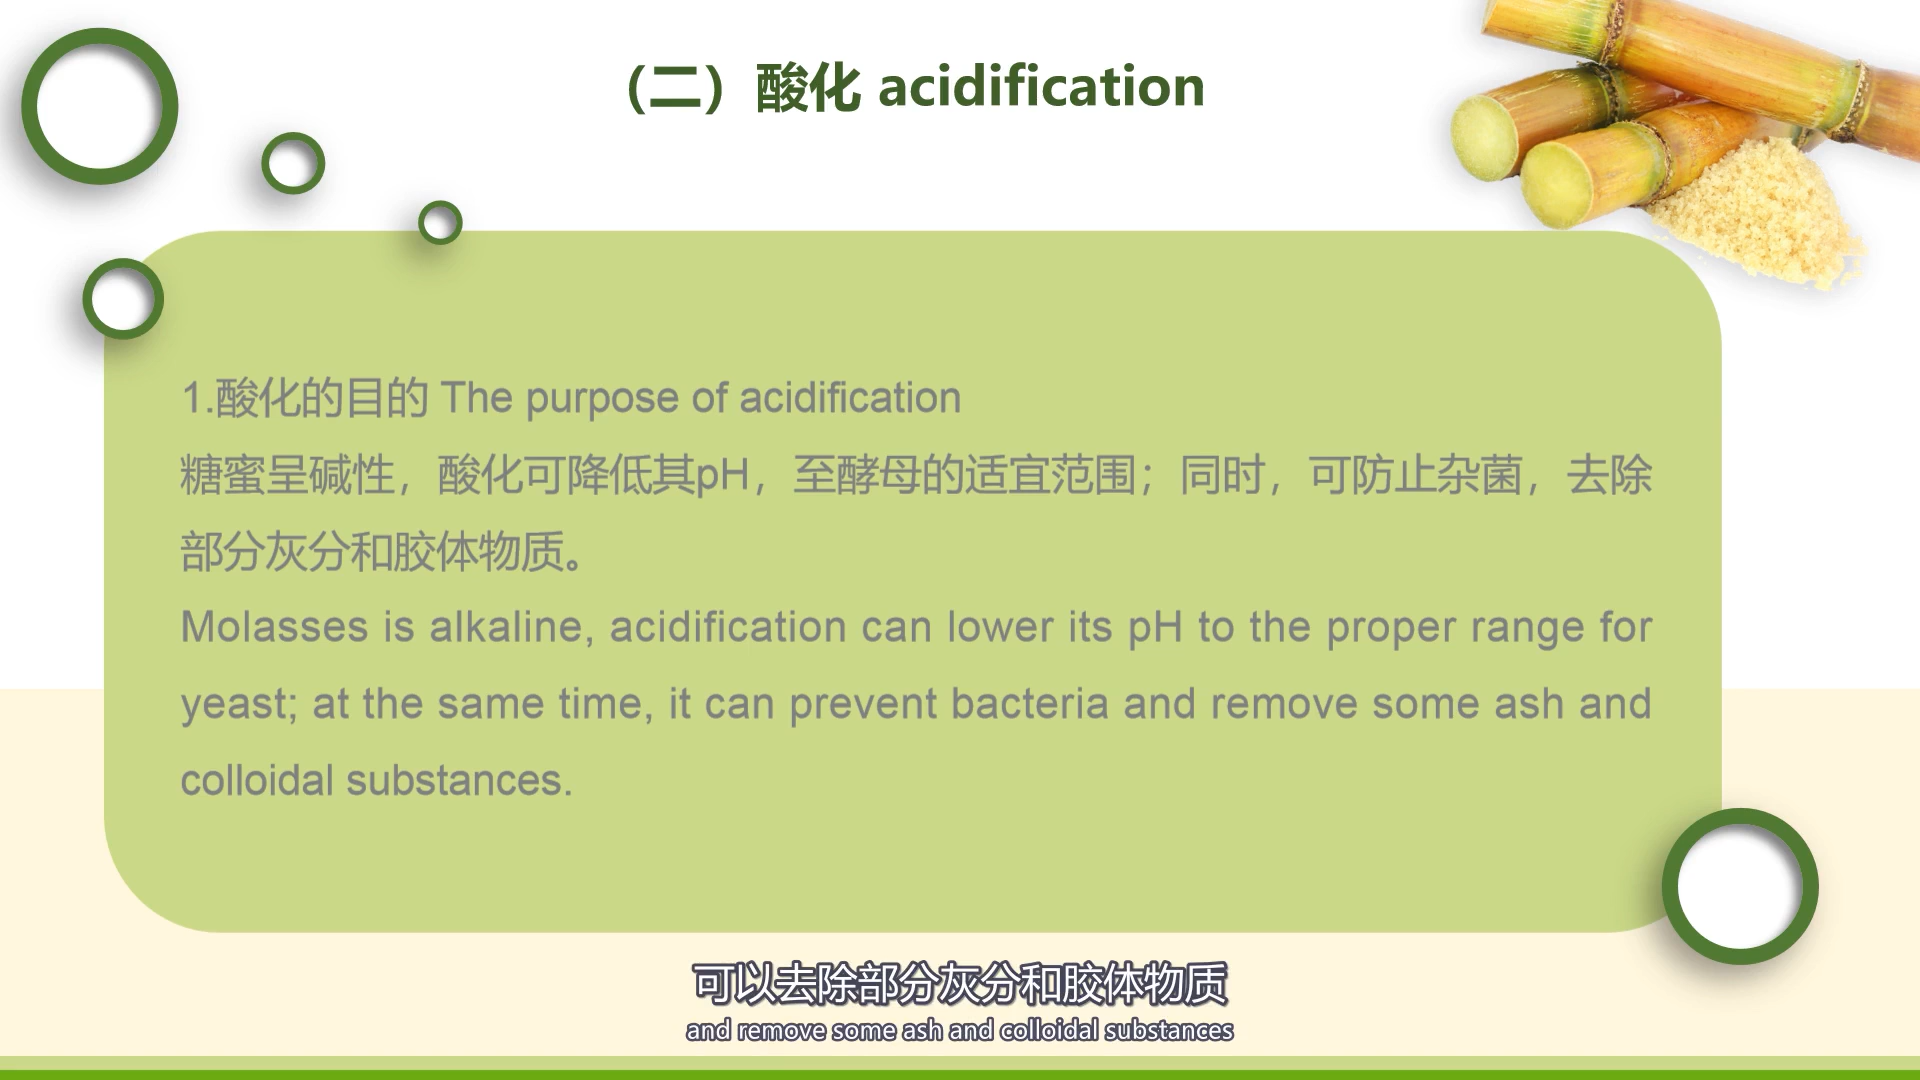 （二）酸化 acidification
1.酸化的目的 The purpose of acidification
糖蜜呈碱性，酸化可降低其pH，至酵母的适宜范围；同时，可防止杂菌，去除
部分灰分和胶体物质。
Molasses is alkaline, acidification can lower its pH to the proper range for
yeast; at the same time, it can prevent bacteria and remove some ash and
colloidal substances.
可以去除部分灰分和胶体物质
and remove some ash and colloidal substances